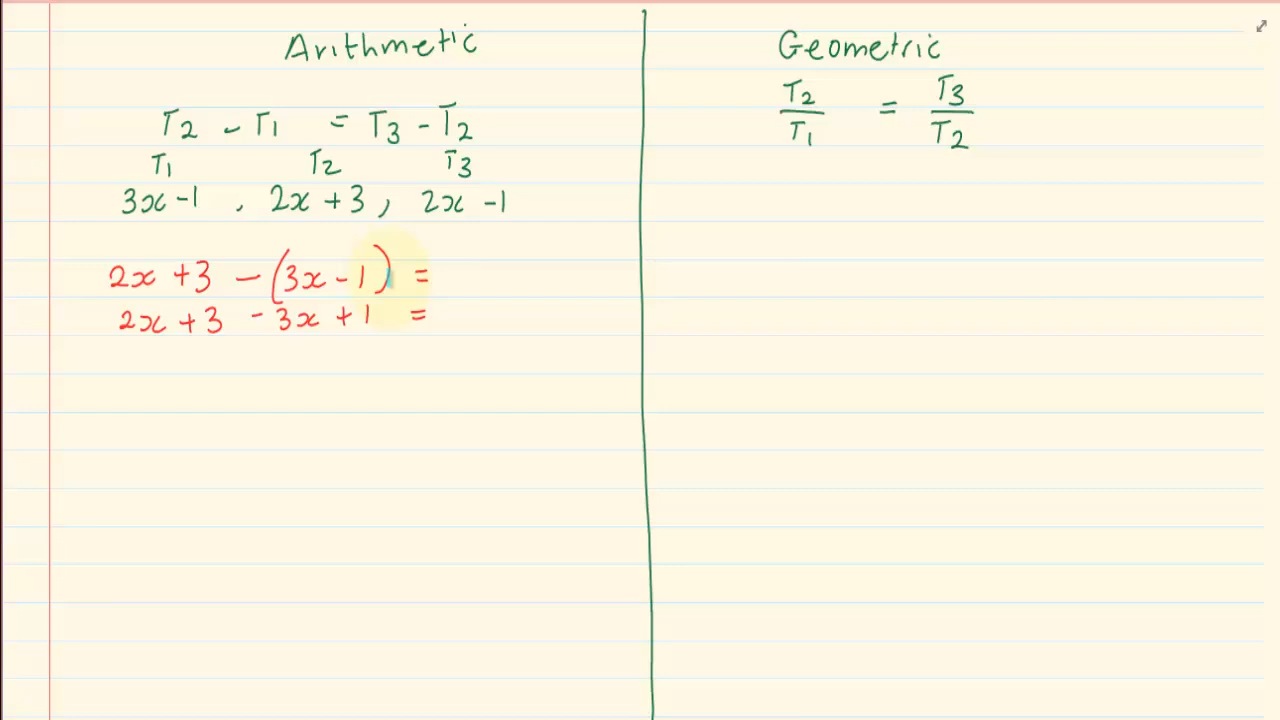 Arithmetic
T2 - T1 = T3 - T2
T1 T2 T3
3x -1 , 2x + 3 , 2x -1
2x + 3 - (3x - 1) =
2x + 3 - 3x + 1 =
Geometric
T2/T1 = T3/T2